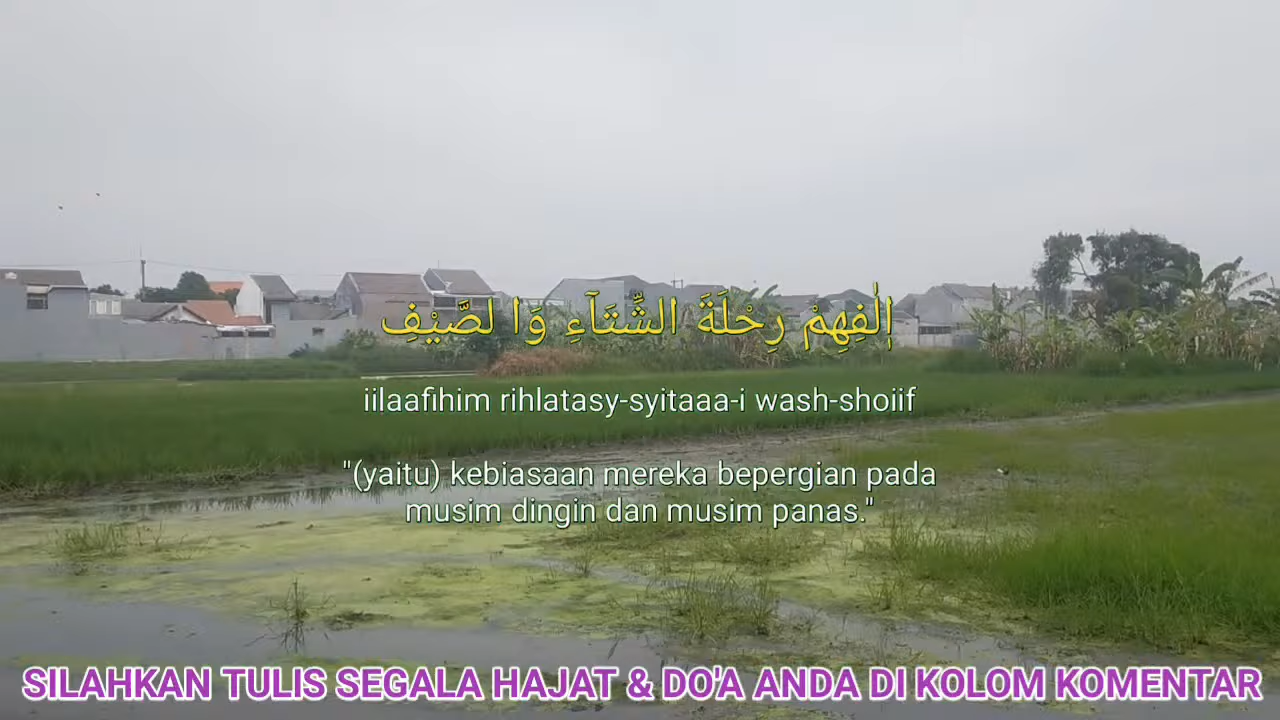 اٖلٰفِهِمْ رِحْلَةَ الشِّتَآءِ وَا لصَّيْفِ
iilaafihim rihlatasy-syitaaa-i wash-shoiif
"(yaitu) kebiasaan mereka bepergian pada
musim dingin dan musim panas."
SILAHKAN TULIS SEGALA HAJAT & DO'A ANDA DI KOLOM KOMENTAR